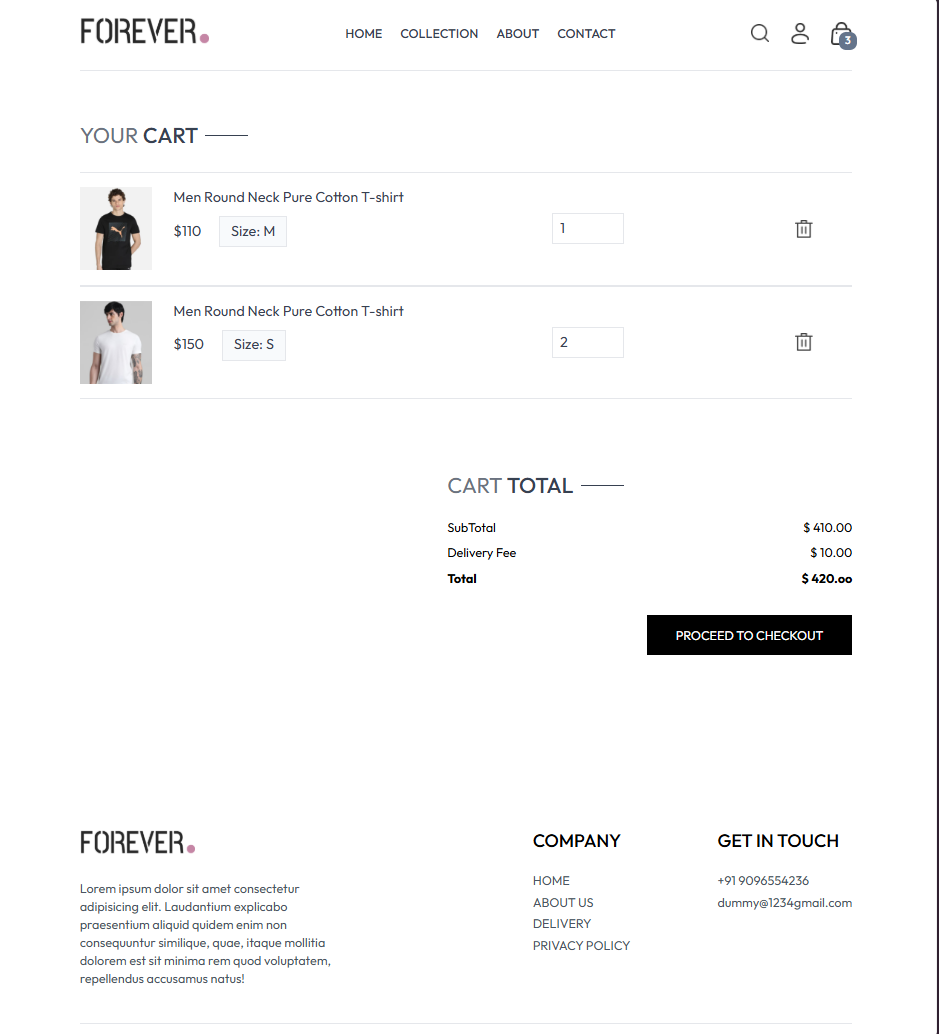 FOREVER.
HOME COLLECTION ABOUT CONTACT
3
YOUR CART
Men Round Neck Pure Cotton T-shirt
$110 Size: M
1
Men Round Neck Pure Cotton T-shirt
$150 Size: S
2
CART TOTAL
SubTotal $ 410.00
Delivery Fee $ 10.00
Total $ 420.oo
PROCEED TO CHECKOUT
FOREVER.
Lorem ipsum dolor sit amet consectetur
adipisicing elit. Laudantium explicabo
praesentium aliquid quidem enim non
consequuntur similique, quae, itaque mollitia
dolorem est sit minima rem quod voluptatem,
repellendus accusamus natus!
COMPANY
HOME
ABOUT US
DELIVERY
PRIVACY POLICY
GET IN TOUCH
+91 9096554236
dummy@1234gmail.com